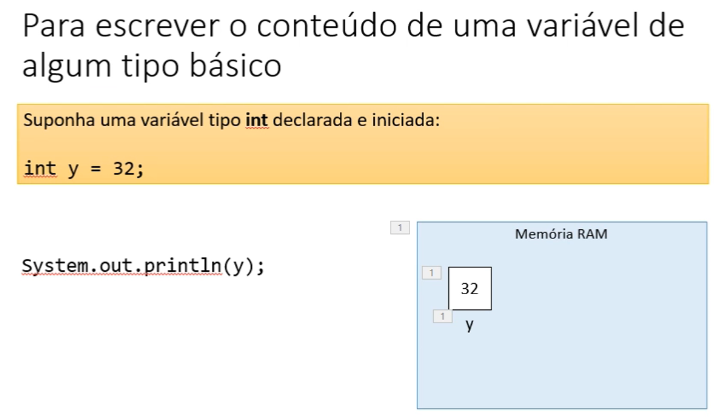 Para escrever o conteúdo de uma variável de
algum tipo básico
Suponha uma variável tipo int declarada e iniciada:
int y = 32;
System.out.println(y);
1
Memória RAM
1
32
1
y